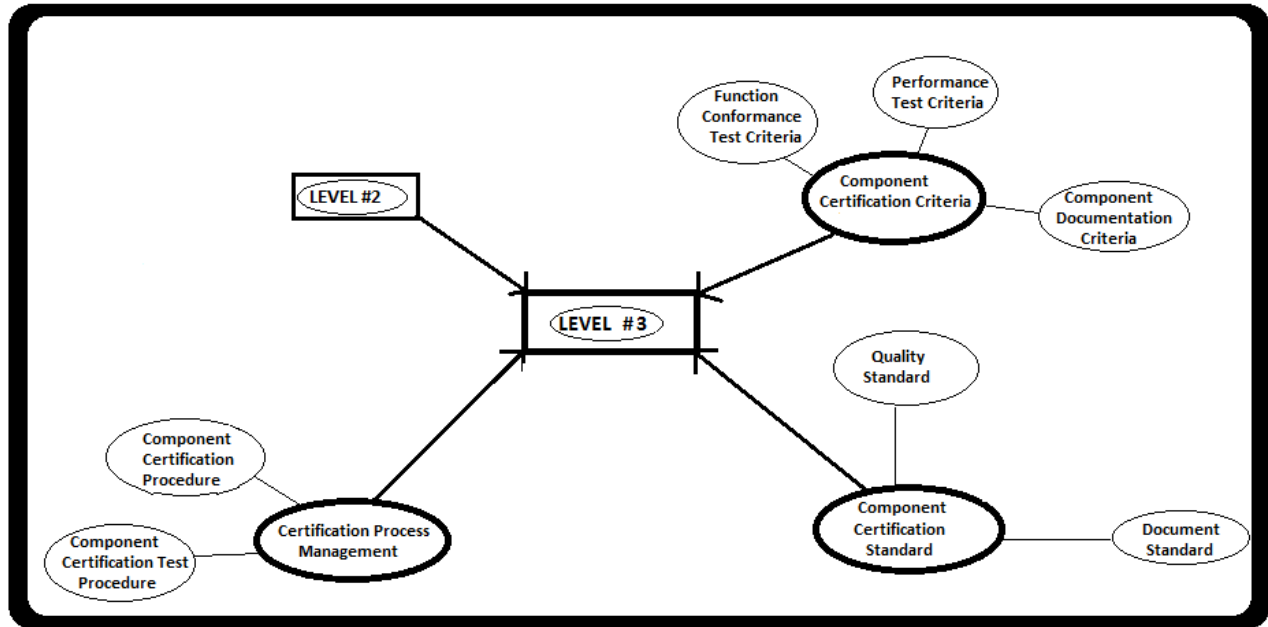 Performance
Test Criteria
Function
Conformance
Test Criteria
LEVEL #2
Component
Certification Criteria
Component
Documentation
Criteria
LEVEL #3
Quality
Standard
Component
Certification
Procedure
Component
Certification
Standard
Certification Process
Management
Document
Standard
Component
Certification Test
Procedure